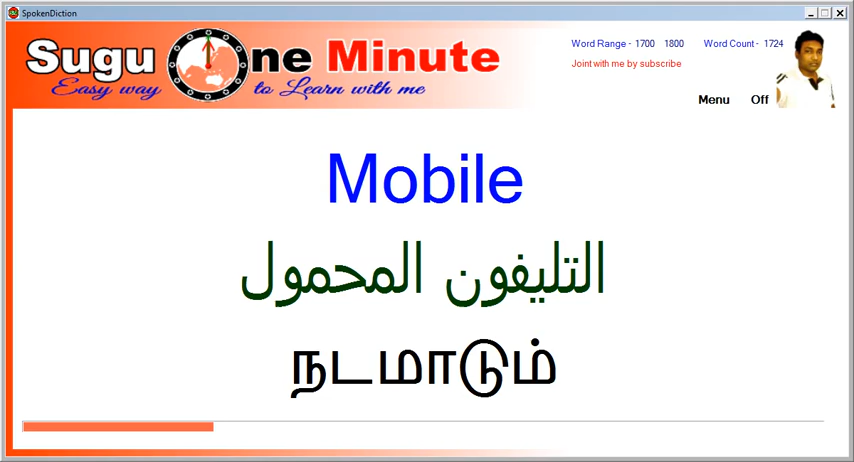 SpokenDiction
Sugu One Minute
Easy way to Learn with me
Word Range - 1700 1800 Word Count - 1724
Joint with me by subscribe
Menu Off
Mobile
التليفون المحمول
நடமாடும்